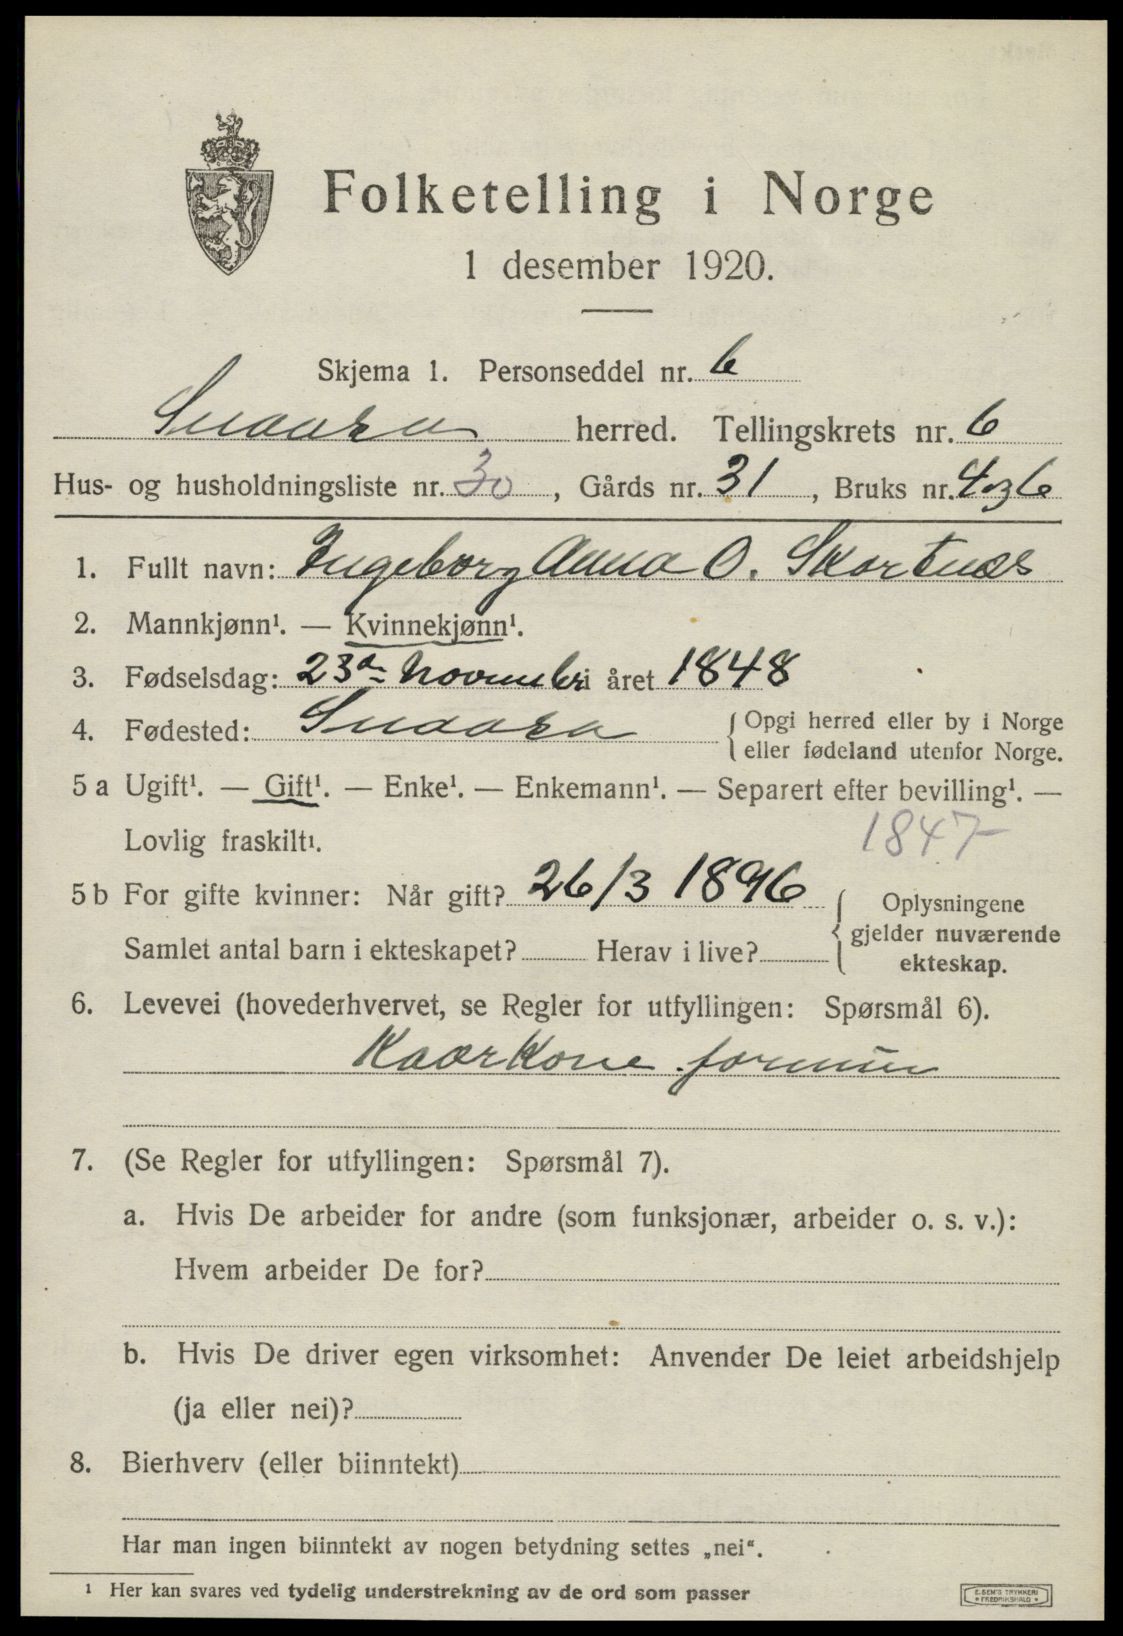 Folketelling i Norge
1 desember 1920.
Skjema 1. Personseddel nr. 6
Snaasa herred. Tellingskrets nr. 6
Hus- og husholdningsliste nr. 30, Gårds nr. 31, Bruks nr. 4 og 6
1. Fullt navn: Ingeborg Anna O. Skortnes
2. Mannkjønn¹. — Kvinnekjønn¹.
3. Fødselsdag: 23de November i året 1848
4. Fødested: Snaasa { Opgi herred eller by i Norge
eller fødeland utenfor Norge.
5 a Ugift¹. — Gift¹. — Enke¹. — Enkemann¹. — Separert efter bevilling¹. —
Lovlig fraskilt¹. 1847
5 b For gifte kvinner: Når gift? 26/3 1896 { Oplysningene
gjelder nuværende
ekteskap.
Samlet antal barn i ekteskapet? Herav i live?
6. Levevei (hovederhvervet, se Regler for utfyllingen: Spørsmål 6).
Kaarkone
7. (Se Regler for utfyllingen: Spørsmål 7).
a. Hvis De arbeider for andre (som funksjonær, arbeider o. s. v.):
Hvem arbeider De for?
b. Hvis De driver egen virksomhet: Anvender De leiet arbeidshjelp
(ja eller nei)?
8. Bierhverv (eller biinntekt)
Har man ingen biinntekt av nogen betydning settes „nei“.
¹ Her kan svares ved tydelig understrekning av de ord som passer
E. SEM'S TRYKKERI
FREDRIKSHALD